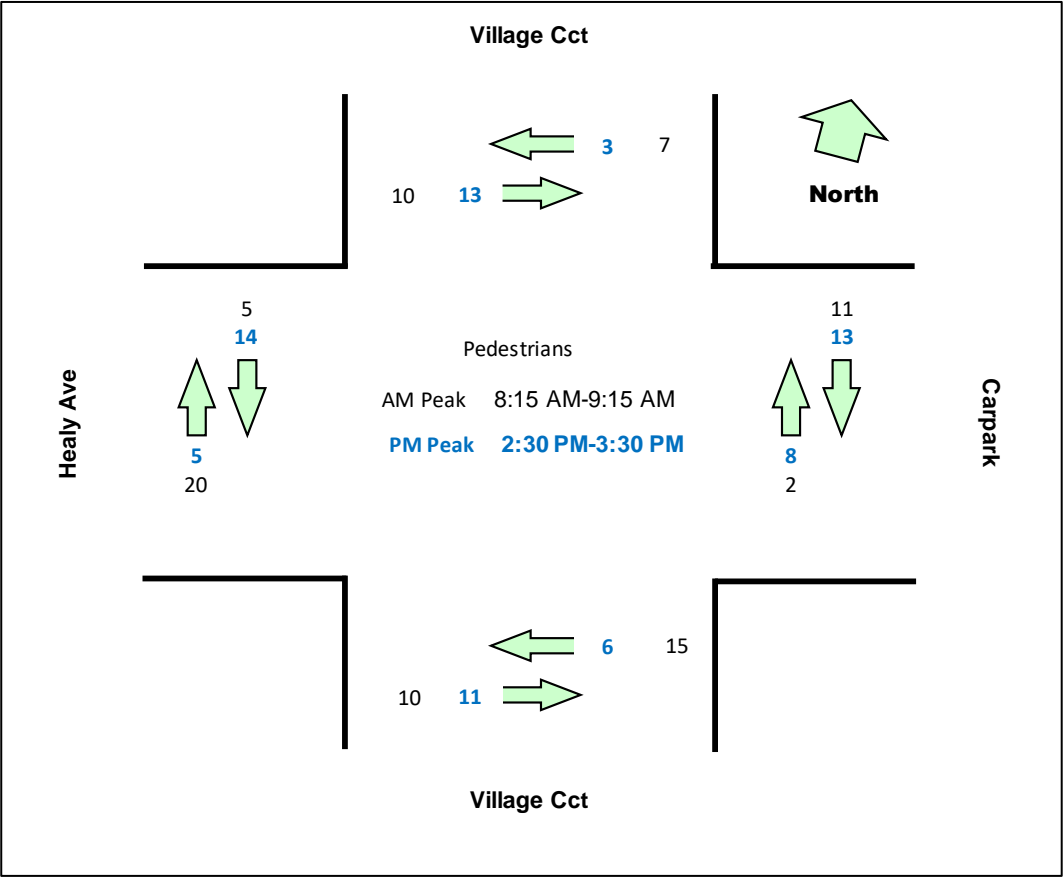 Village Cct
3 7
10 13
North
5
14
11
13
Pedestrians
AM Peak 8:15 AM-9:15 AM
PM Peak 2:30 PM-3:30 PM
Healy Ave
Carpark
5
20
8
2
6 15
10 11
Village Cct